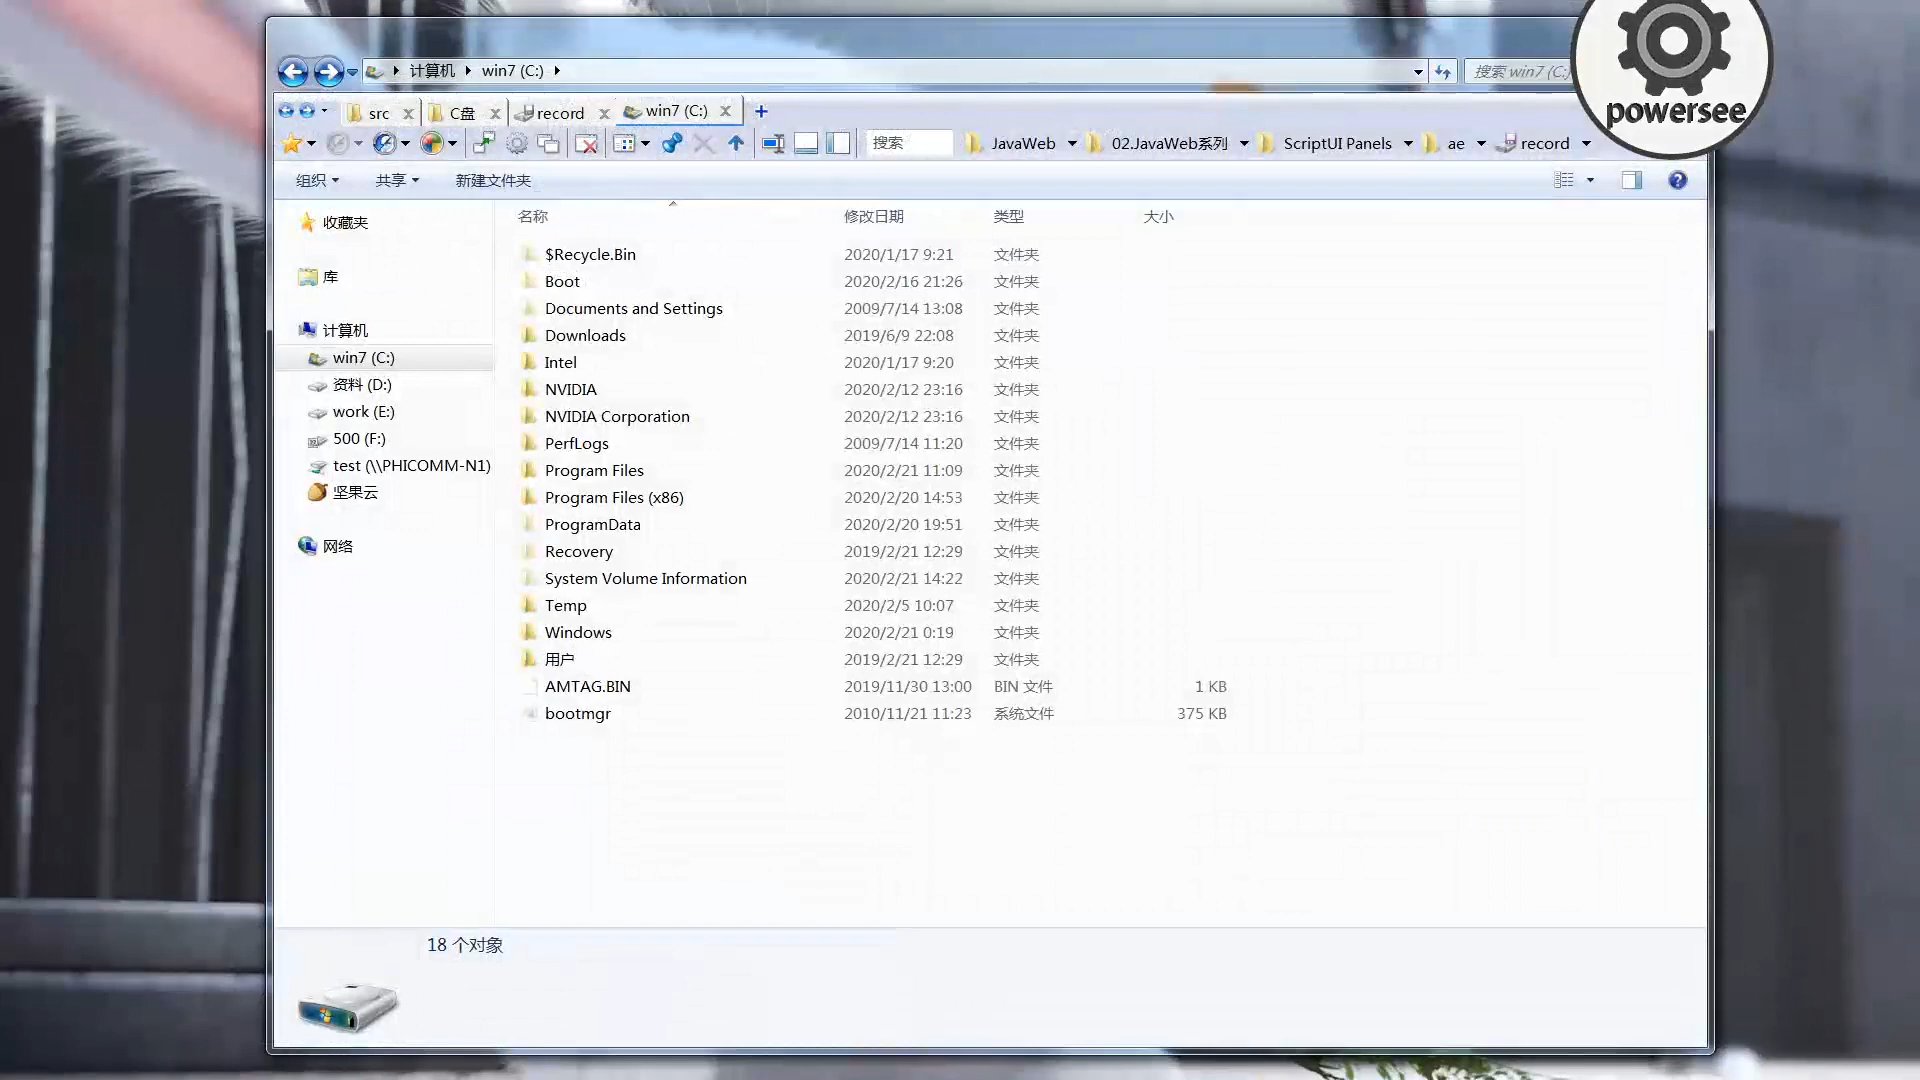 计算机 win7 (C:)
搜索 win7 (C:)
powersee
src C盘 record win7 (C:)
搜索 JavaWeb 02.JavaWeb系列 ScriptUI Panels ae record
组织 共享 新建文件夹
收藏夹
库
计算机
win7 (C:)
资料 (D:)
work (E:)
500 (F:)
test (\\PHICOMM-N1)
坚果云
网络
名称 修改日期 类型 大小
$Recycle.Bin 2020/1/17 9:21 文件夹
Boot 2020/2/16 21:26 文件夹
Documents and Settings 2009/7/14 13:08 文件夹
Downloads 2019/6/9 22:08 文件夹
Intel 2020/1/17 9:20 文件夹
NVIDIA 2020/2/12 23:16 文件夹
NVIDIA Corporation 2020/2/12 23:16 文件夹
PerfLogs 2009/7/14 11:20 文件夹
Program Files 2020/2/21 11:09 文件夹
Program Files (x86) 2020/2/20 14:53 文件夹
ProgramData 2020/2/20 19:51 文件夹
Recovery 2019/2/21 12:29 文件夹
System Volume Information 2020/2/21 14:22 文件夹
Temp 2020/2/5 10:07 文件夹
Windows 2020/2/21 0:19 文件夹
用户 2019/2/21 12:29 文件夹
AMTAG.BIN 2019/11/30 13:00 BIN 文件 1 KB
bootmgr 2010/11/21 11:23 系统文件 375 KB
18 个对象